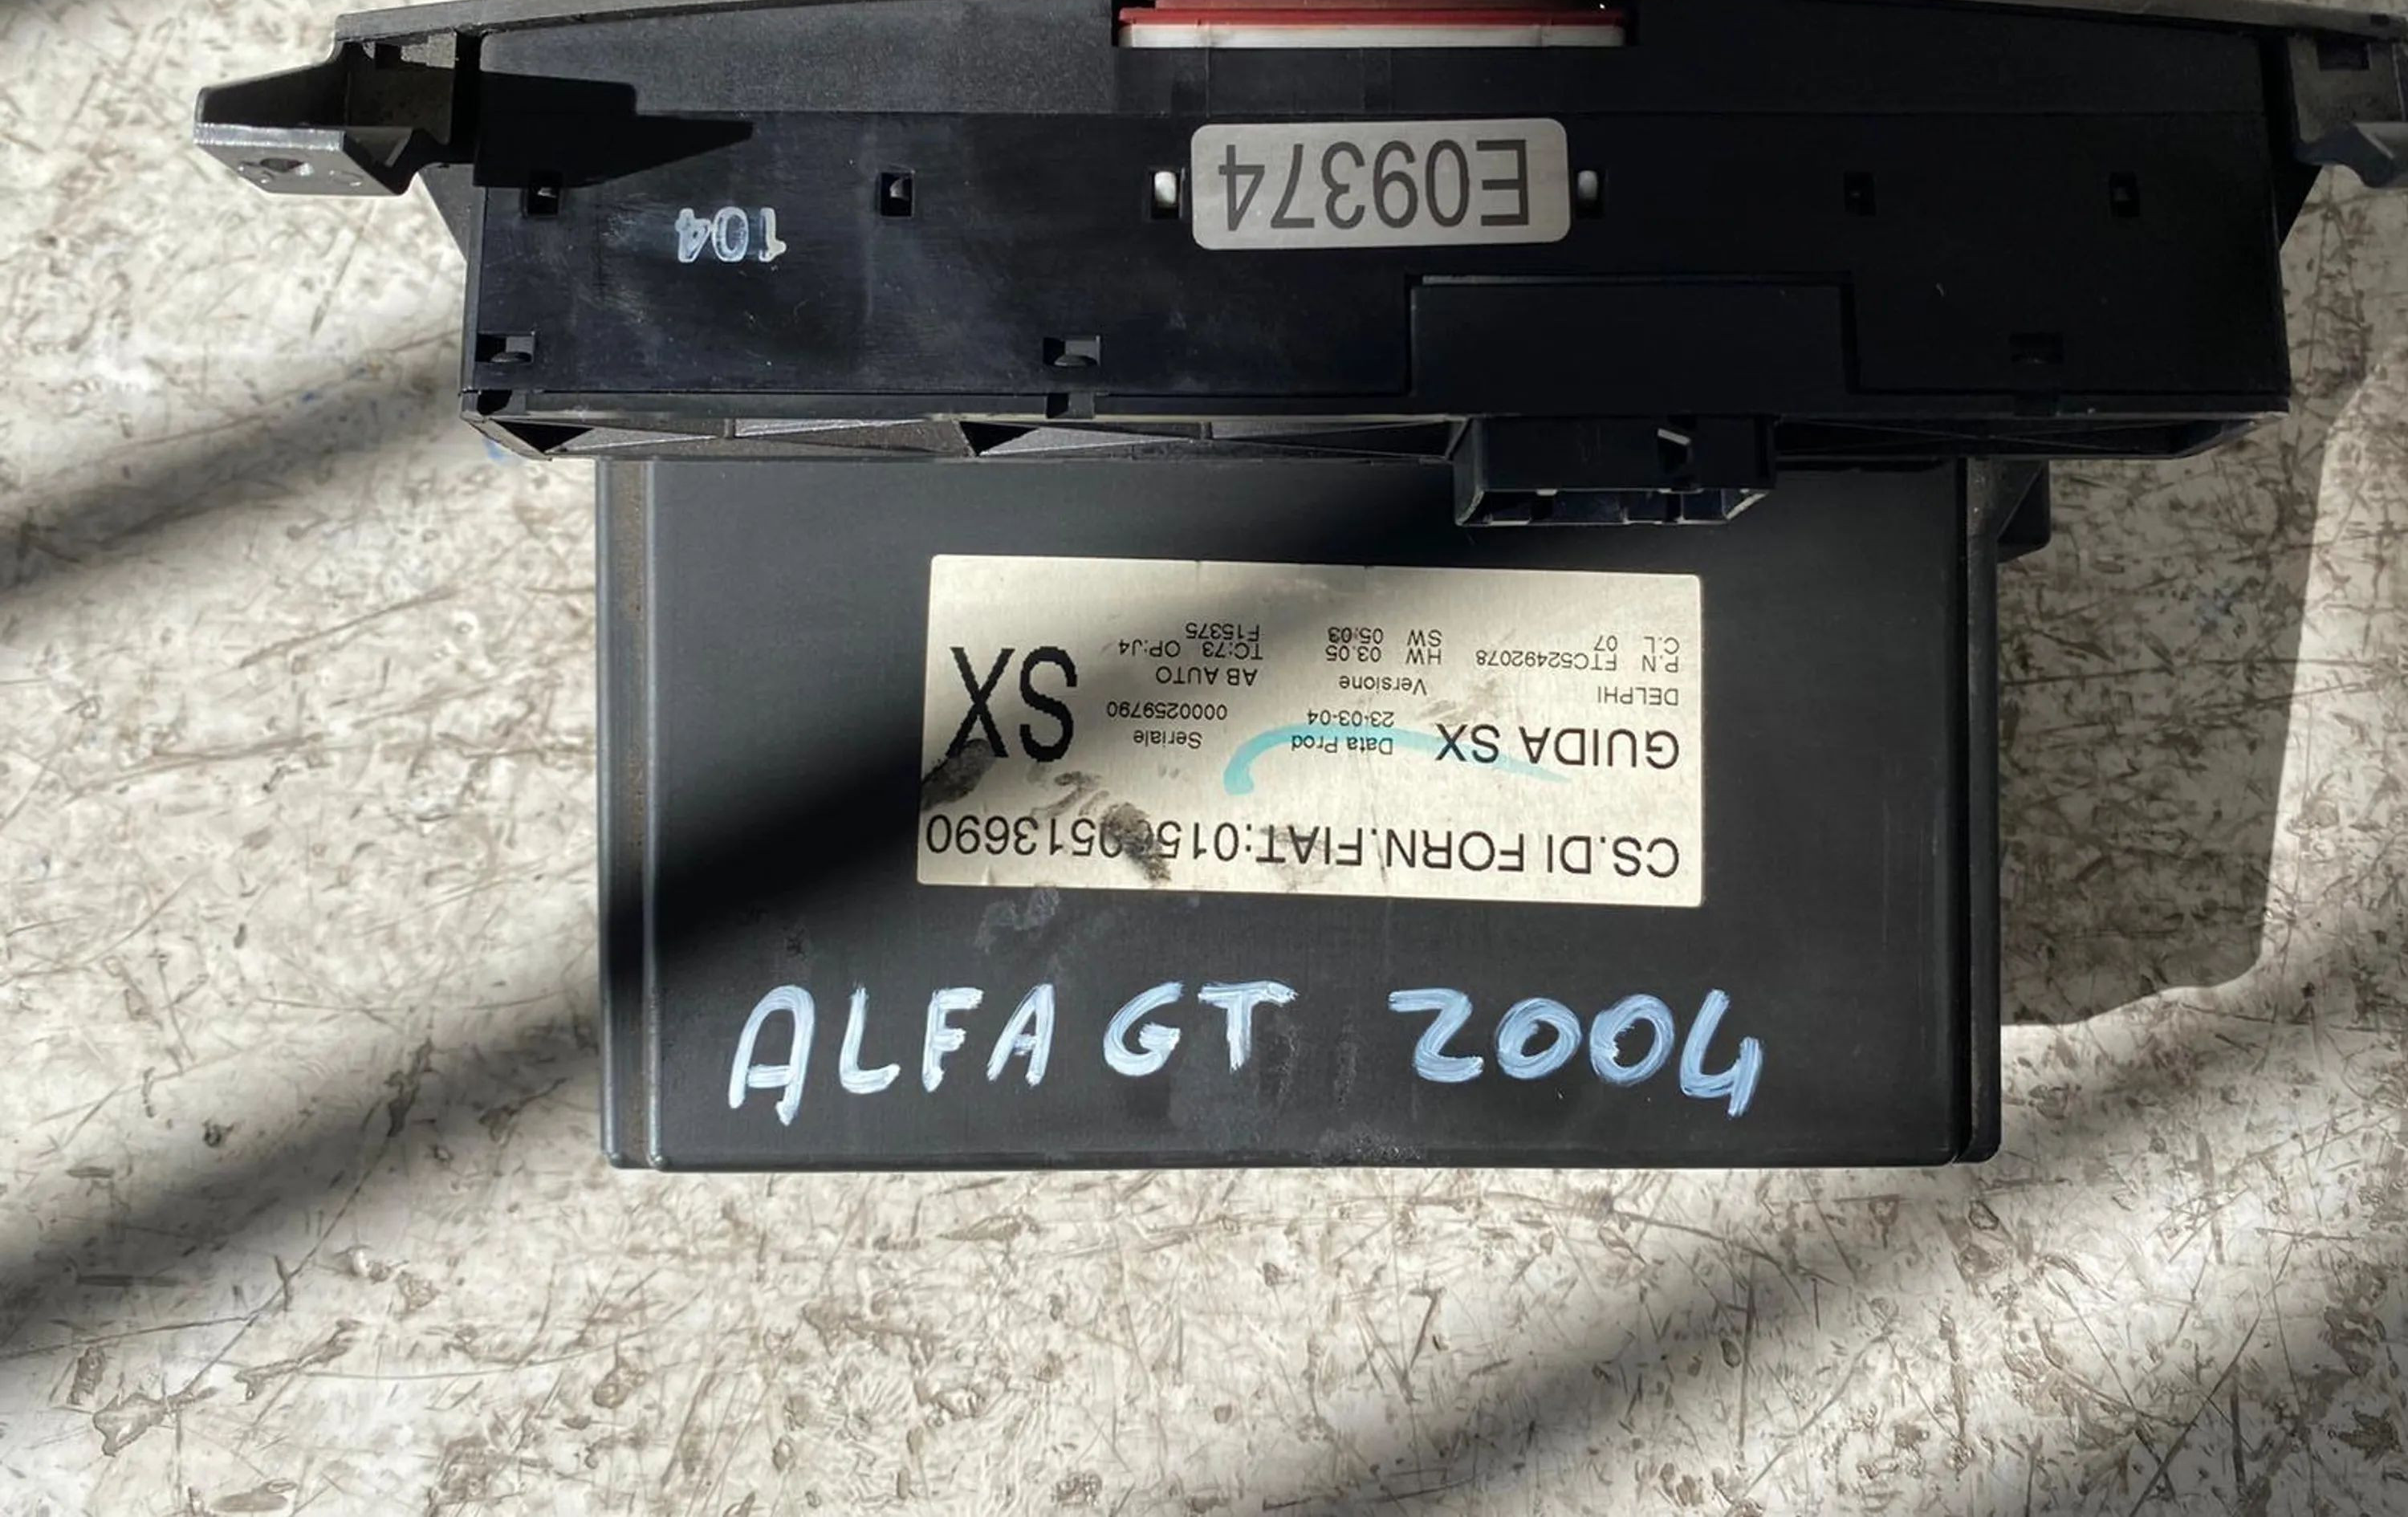 E09374
104
CS.DI FORN.FIAT:
GUIDA SX
Data Prod
23-03-04
Seriale
0000259790
SX
DELPHI
P.N FTC52492078
C.L 07
Versione
HW 03.05
SW 05:03
AB AUTO
TC:73 OP:J4
F15375
ALFA GT 2004